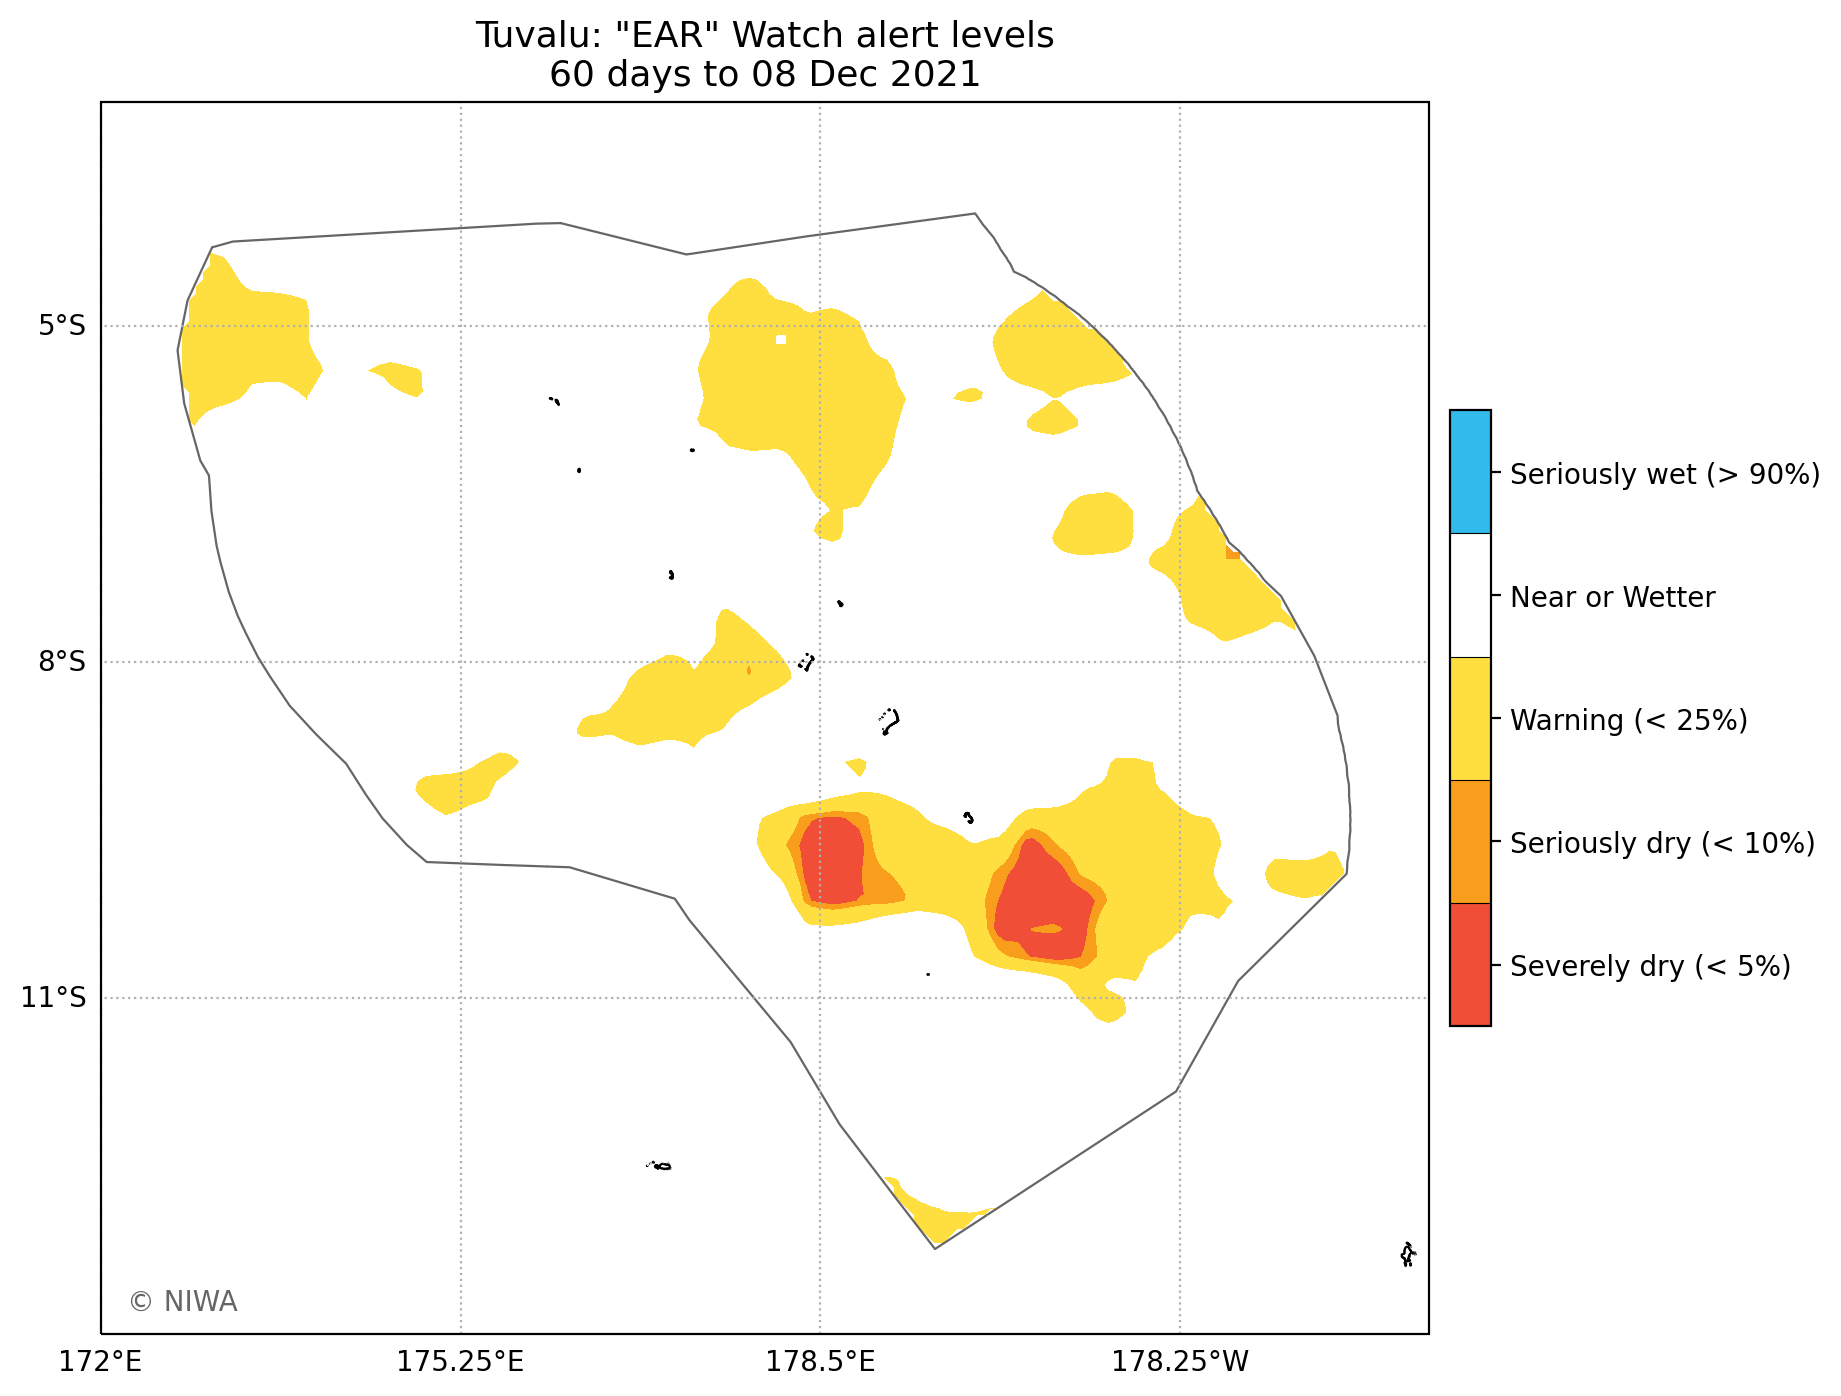 Tuvalu: "EAR" Watch alert levels
60 days to 08 Dec 2021
5°S
8°S
11°S
172°E
175.25°E
178.5°E
178.25°W
Seriously wet (> 90%)
Near or Wetter
Warning (< 25%)
Seriously dry (< 10%)
Severely dry (< 5%)
© NIWA